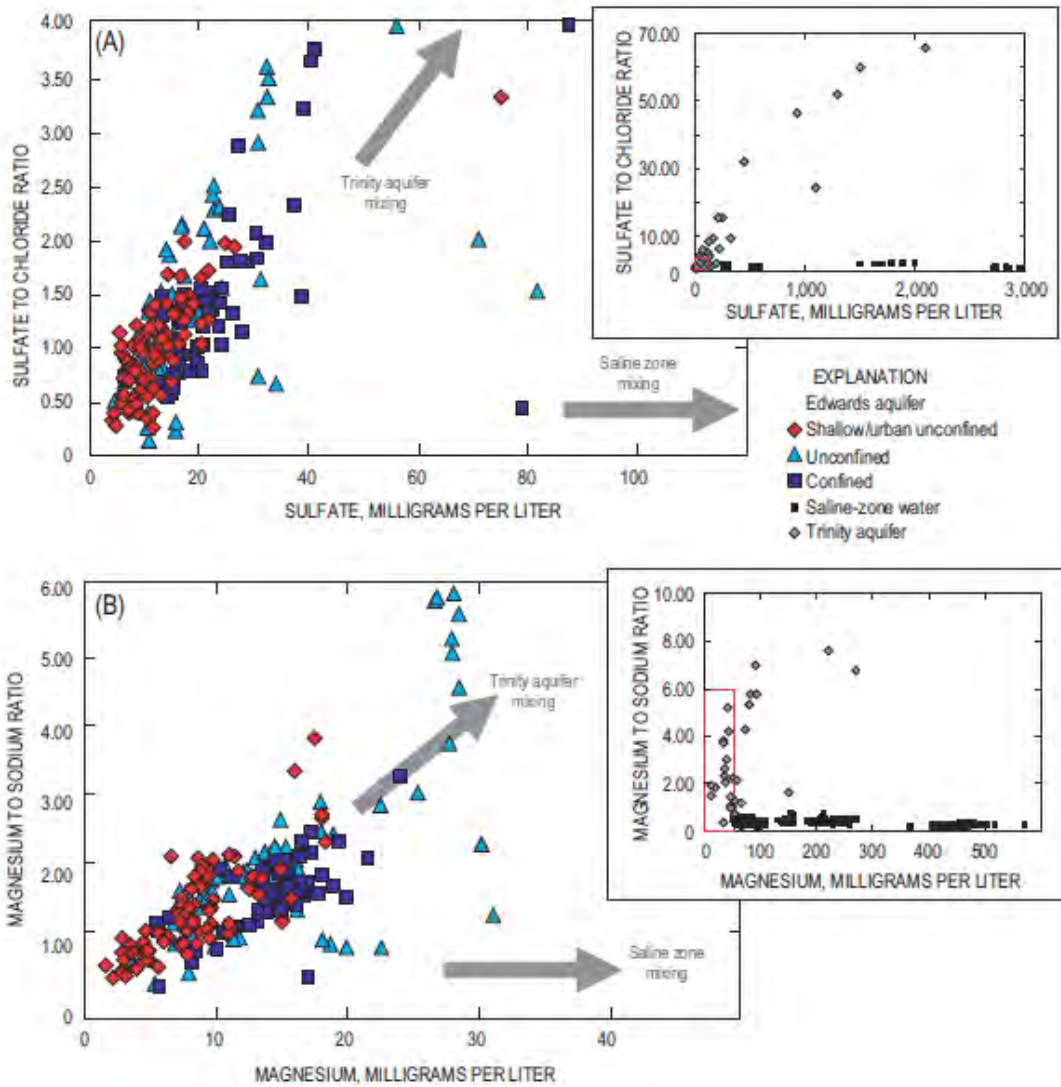 (A)
SULFATE TO CHLORIDE RATIO
4.00
3.50
3.00
2.50
2.00
1.50
1.00
0.50
0
0 20 40 60 80 100
SULFATE, MILLIGRAMS PER LITER
Trinity aquifer
mixing
Saline zone
mixing
SULFATE TO CHLORIDE RATIO
70.00
50.00
30.00
10.00
0
0 1,000 2,000 3,000
SULFATE, MILLIGRAMS PER LITER
EXPLANATION
Edwards aquifer
Shallow/urban unconfined
Unconfined
Confined
Saline-zone water
Trinity aquifer
(B)
MAGNESIUM TO SODIUM RATIO
6.00
5.00
4.00
3.00
2.00
1.00
0
0 10 20 30 40
MAGNESIUM, MILLIGRAMS PER LITER
Trinity aquifer
mixing
Saline zone
mixing
MAGNESIUM TO SODIUM RATIO
10.00
8.00
6.00
4.00
2.00
0
0 100 200 300 400 500
MAGNESIUM, MILLIGRAMS PER LITER